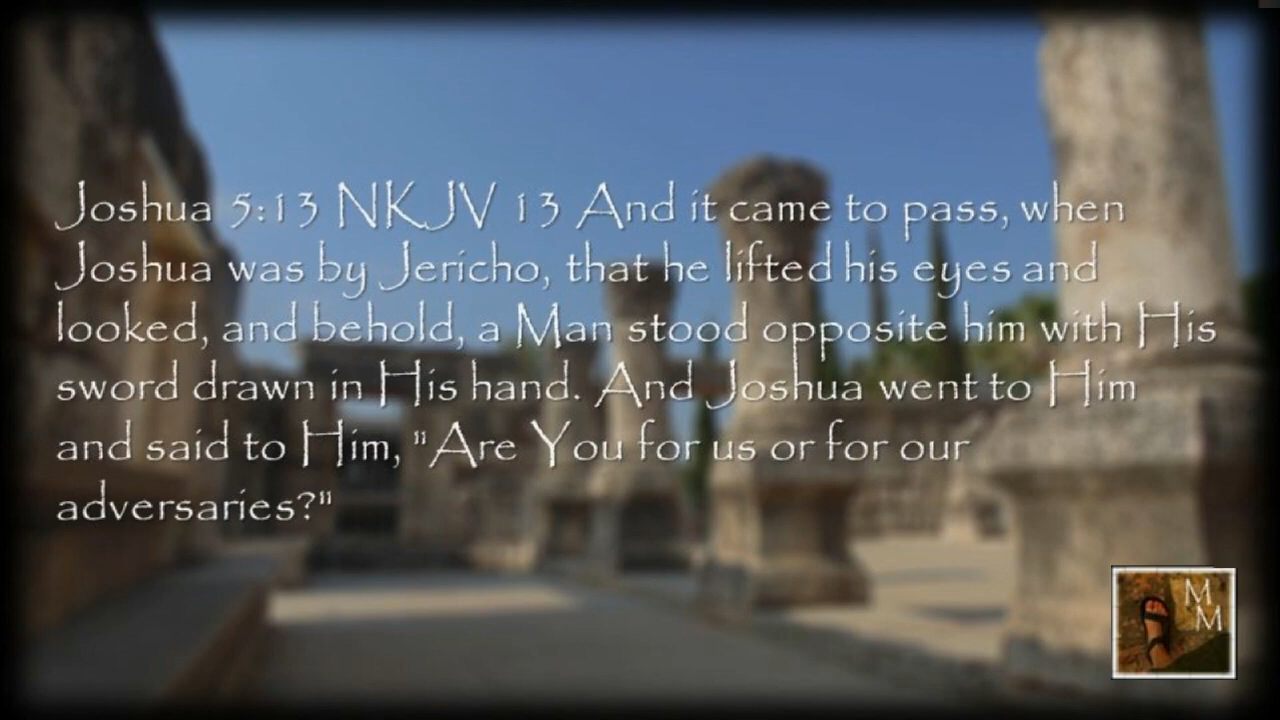 Joshua 5:13 NKJV 13 And it came to pass, when
Joshua was by Jericho, that he lifted his eyes and
looked, and behold, a Man stood opposite him with His
sword drawn in His hand. And Joshua went to Him
and said to Him, "Are You for us or for our
adversaries?"
M
M